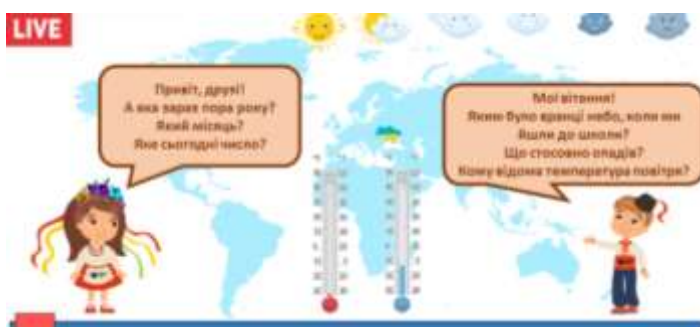 LIVE
Привіт, друзі!
А яка зараз пора року?
Який місяць?
Яке сьогодні число?
Мої вітання!
Яким було вранці небо, коли ми
йшли до школи?
Що стосовно опадів?
Кому відома температура повітря?